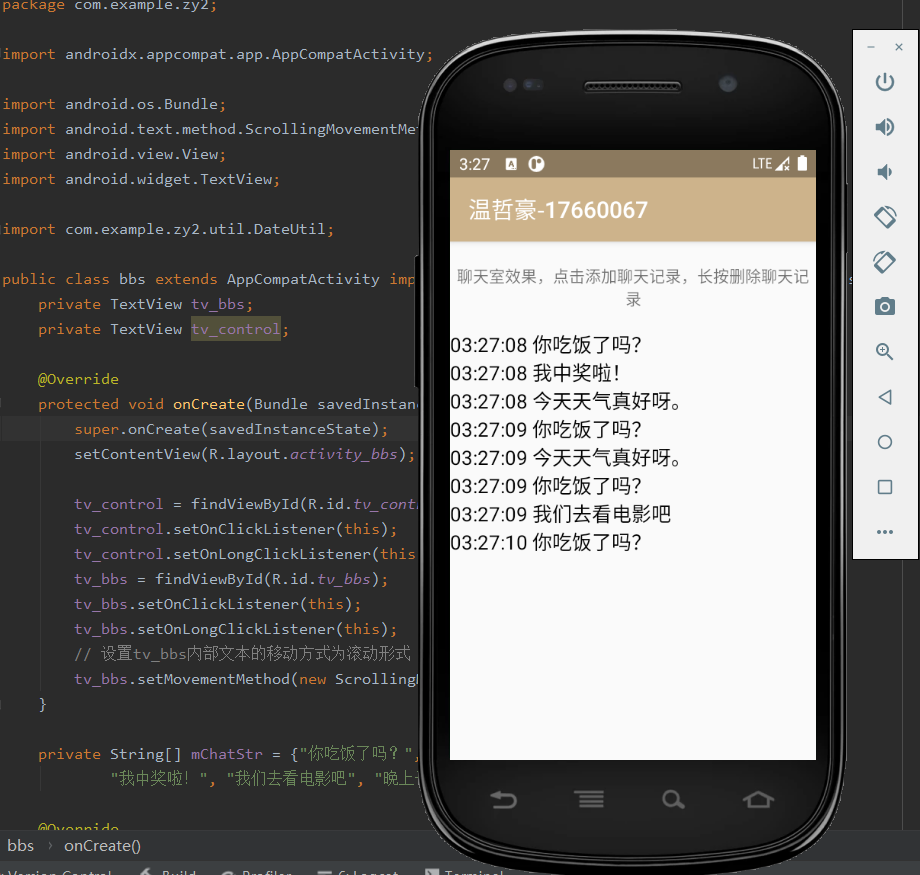 package com.example.zy2;
import androidx.appcompat.app.AppCompatActivity;
import android.os.Bundle;
import android.text.method.ScrollingMovementMe
import android.view.View;
import android.widget.TextView;
import com.example.zy2.util.DateUtil;
public class bbs extends AppCompatActivity imp
private TextView tv_bbs;
private TextView tv_control;
@Override
protected void onCreate(Bundle savedInstanc
super.onCreate(savedInstanceState);
setContentView(R.layout.activity_bbs);
tv_control = findViewById(R.id.tv_cont
tv_control.setOnClickListener(this);
tv_control.setOnLongClickListener(this
tv_bbs = findViewById(R.id.tv_bbs);
tv_bbs.setOnClickListener(this);
tv_bbs.setOnLongClickListener(this);
// 设置tv_bbs内部文本的移动方式为滚动形式
tv_bbs.setMovementMethod(new Scrolling
}
private String[] mChatStr = {"你吃饭了吗？",
"我中奖啦！", "我们去看电影吧", "晚上
@Override
bbs › onCreate()
Version Control Build Profiler 6: Logcat Terminal
3:27 LTE
温哲豪-17660067
聊天室效果，点击添加聊天记录，长按删除聊天记
录
03:27:08 你吃饭了吗？
03:27:08 我中奖啦！
03:27:08 今天天气真好呀。
03:27:09 你吃饭了吗？
03:27:09 今天天气真好呀。
03:27:09 你吃饭了吗？
03:27:09 我们去看电影吧
03:27:10 你吃饭了吗？